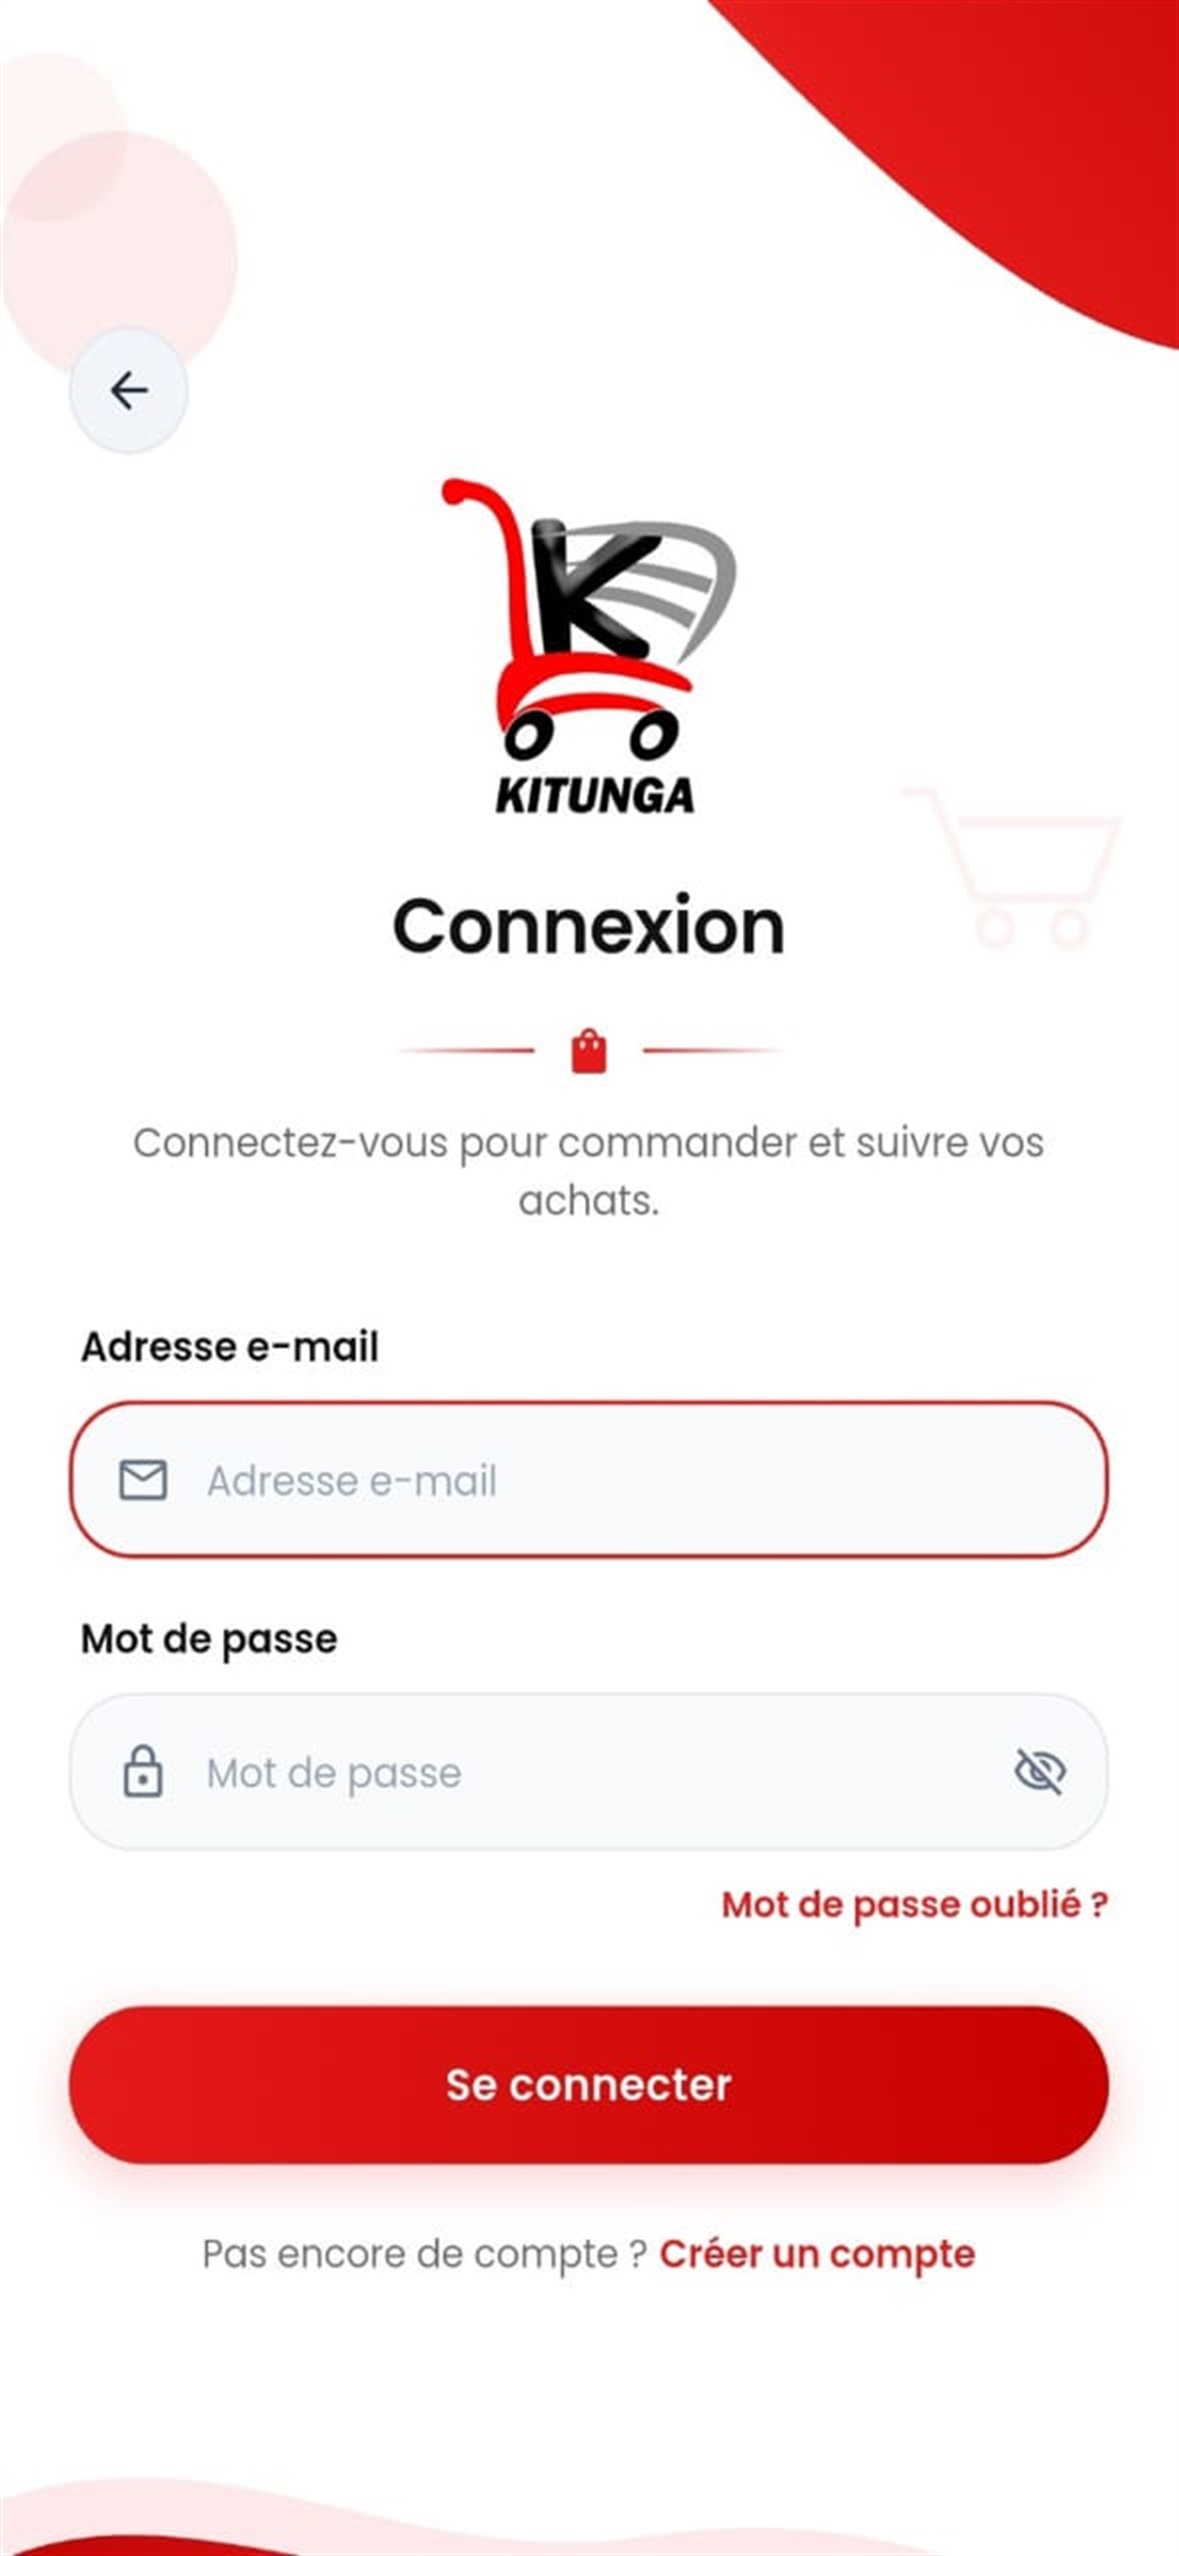 K
KITUNGA
Connexion
Connectez-vous pour commander et suivre vos
achats.
Adresse e-mail
Adresse e-mail
Mot de passe
Mot de passe
Mot de passe oublié ?
Se connecter
Pas encore de compte ? Créer un compte